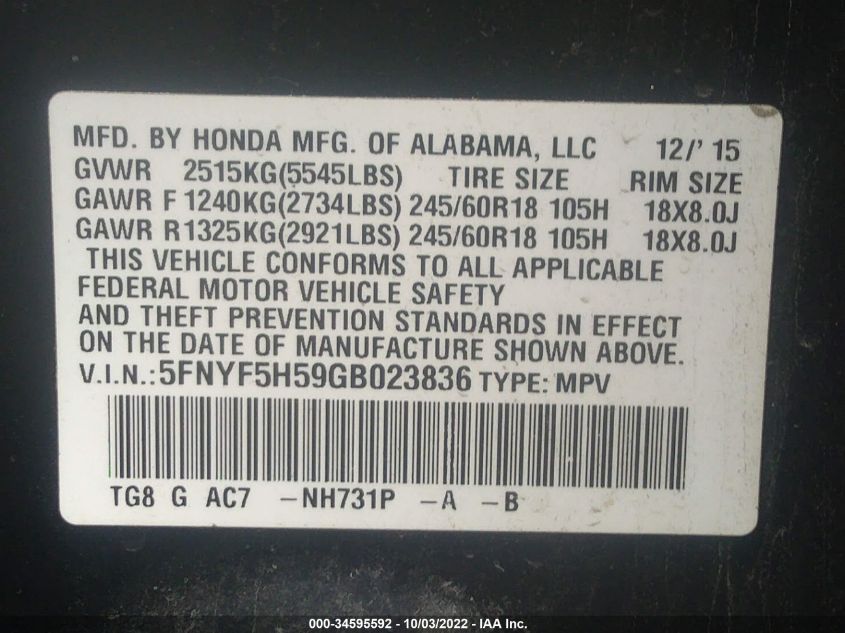 MFD. BY HONDA MFG. OF ALABAMA, LLC 12/' 15
GVWR 2515KG(5545LBS) TIRE SIZE RIM SIZE
GAWR F 1240KG(2734LBS) 245/60R18 105H 18X8.0J
GAWR R 1325KG(2921LBS) 245/60R18 105H 18X8.0J
THIS VEHICLE CONFORMS TO ALL APPLICABLE
FEDERAL MOTOR VEHICLE SAFETY
AND THEFT PREVENTION STANDARDS IN EFFECT
ON THE DATE OF MANUFACTURE SHOWN ABOVE.
V.I.N.: 5FNYF5H59GB023836 TYPE: MPV
TG8 G AC7 -NH731P -A -B
000-34595592 - 10/03/2022 - IAA Inc.